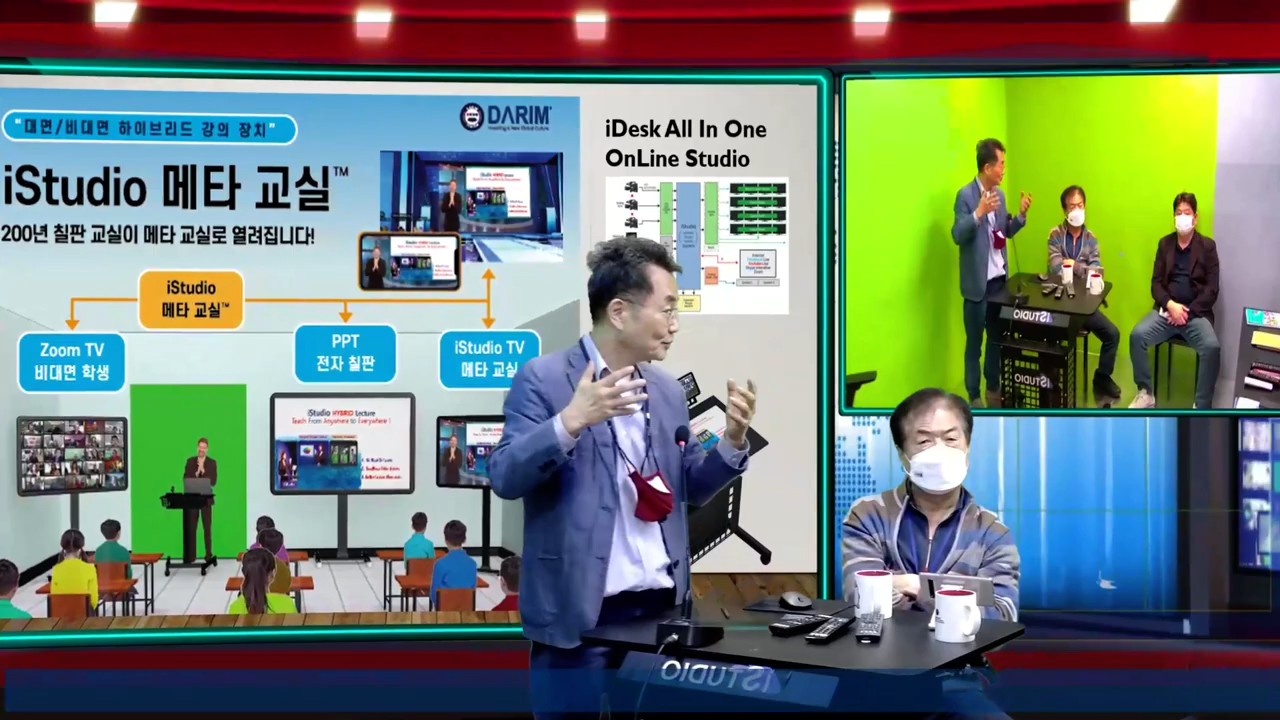 "대면/비대면 하이브리드 강의 장치"
DARIM
iStudio 메타 교실™
200년 칠판 교실이 메타 교실로 열려집니다!
iStudio
메타 교실™
Zoom TV
비대면 학생
PPT
전자 칠판
iStudio TV
메타 교실
iStudio HYBRID Lecture
Teach From Anywhere to Everywhere !
iDesk All In One
OnLine Studio
iSTUDIO
iSTUDIO
iSTUDIO